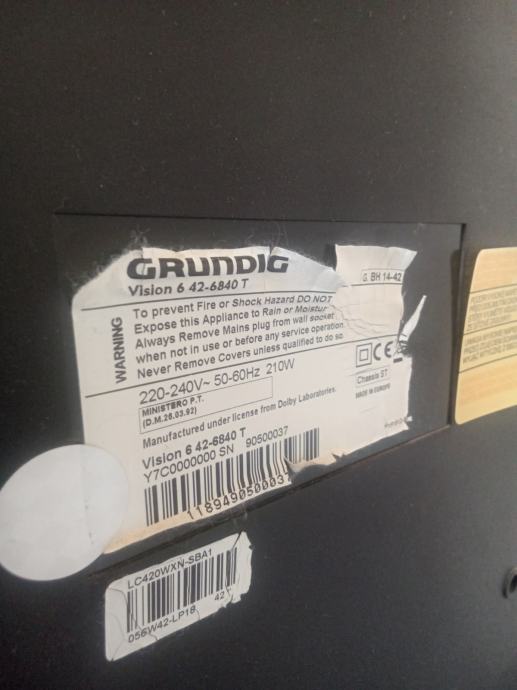 GRUNDIG
Vision 6 42-6840 T
G. BH 14-42
WARNING
To prevent Fire or Shock Hazard DO NOT
Expose this Appliance to Rain or Moistur
Always Remove Mains plug from wall socket
when not in use or before any service operation
Never Remove Covers unless qualified to do so
220-240V~ 50-60Hz 210W
CE
MINISTERO P.T.
(D.M.26.03.92)
Chassis ST
MADE IN EUROPE
Manufactured under license from Dolby Laboratories.
Vision 6 42-6840 T
Y7C0000000 SN 90500037
LC420WXN-SBA1
056W42-LP18 42"